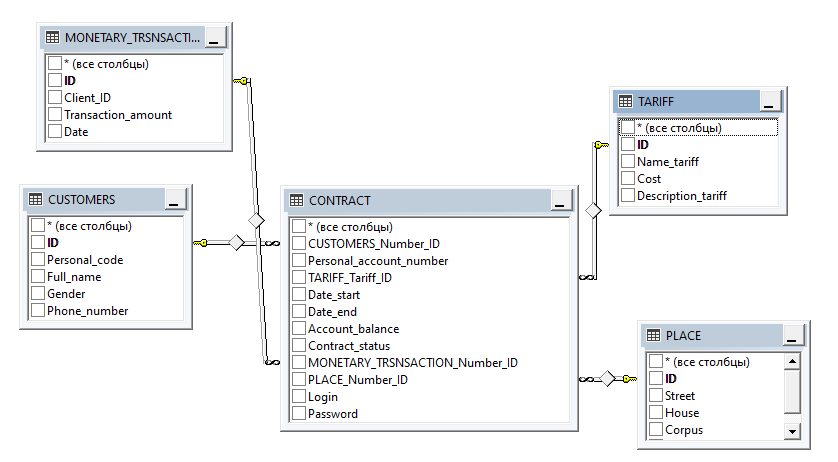 MONETARY_TRSNSACTI...
* (все столбцы)
ID
Client_ID
Transaction_amount
Date
CUSTOMERS
* (все столбцы)
ID
Personal_code
Full_name
Gender
Phone_number
CONTRACT
* (все столбцы)
CUSTOMERS_Number_ID
Personal_account_number
TARIFF_Tariff_ID
Date_start
Date_end
Account_balance
Contract_status
MONETARY_TRSNSACTION_Number_ID
PLACE_Number_ID
Login
Password
TARIFF
* (все столбцы)
ID
Name_tariff
Cost
Description_tariff
PLACE
* (все столбцы)
ID
Street
House
Corpus